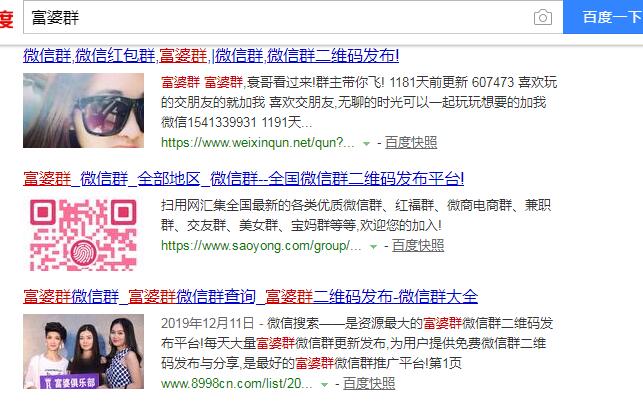 度
富婆群
百度一下
微信群,微信红包群,富婆群,|微信群,微信群二维码发布!
富婆群 富婆群,衰哥看过来!群主带你飞! 1181天前更新 607473 喜欢玩
的交朋友的就加我 喜欢交朋友,无聊的时光可以一起玩玩想要的加我
微信1541339931 1191天...
https://www.weixinqun.net/qun?... - 百度快照
富婆群_微信群_全部地区_微信群--全国微信群二维码发布平台!
扫用网汇集全国最新的各类优质微信群、红福群、微商电商群、兼职
群、交友群、美女群、宝妈群等等,欢迎您的加入!
https://www.saoyong.com/group/... - 百度快照
富婆群微信群_富婆群微信群查询_富婆群二维码发布-微信群大全
2019年12月11日 - 微信搜索——是资源最大的富婆群微信群二维码发
布平台!每天大量富婆群微信群更新发布,为用户提供免费微信群二维
码发布与分享,是最好的富婆群微信群推广平台!第1页
www.8998cn.com/list/20... - 百度快照
富婆俱乐部